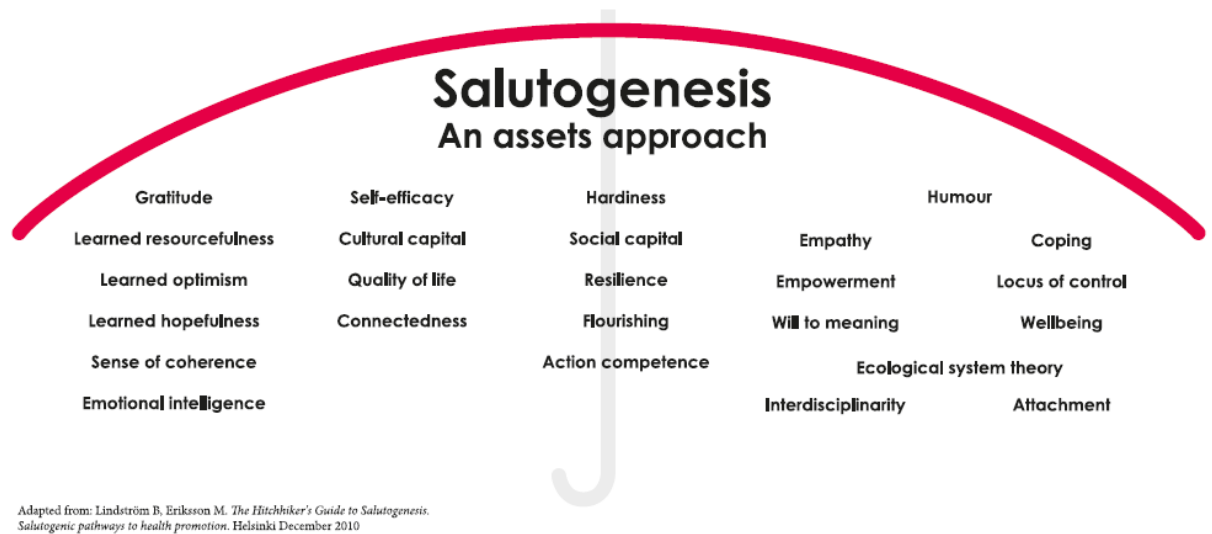 Salutogenesis
An assets approach
Gratitude
Learned resourcefulness
Learned optimism
Learned hopefulness
Sense of coherence
Emotional intelligence
Self-efficacy
Cultural capital
Quality of life
Connectedness
Hardiness
Social capital
Resilience
Flourishing
Action competence
Humour
Empathy
Coping
Empowerment
Locus of control
Will to meaning
Wellbeing
Ecological system theory
Interdisciplinarity
Attachment
Adapted from: Lindström B, Eriksson M. The Hitchhiker's Guide to Salutogenesis.
Salutogenic pathways to health promotion. Helsinki December 2010